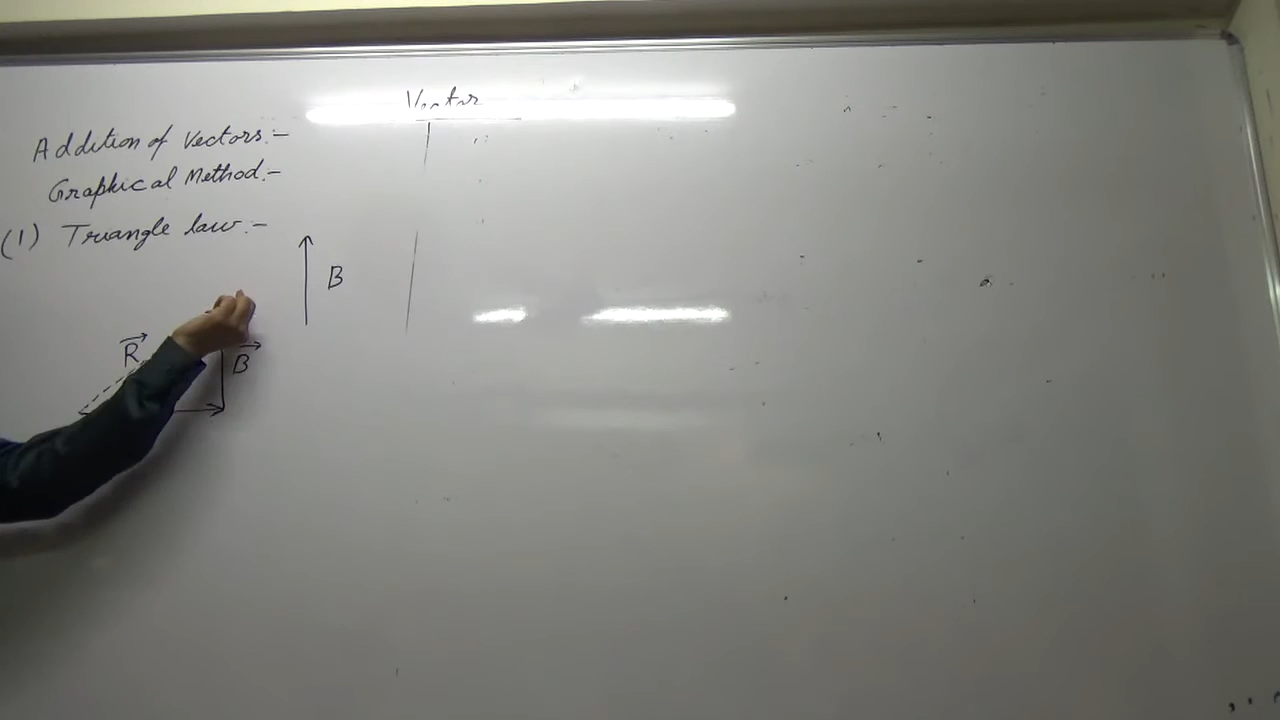 Vector
Addition of Vectors:-
Graphical Method:-
(1) Triangle law:-
B
R
B